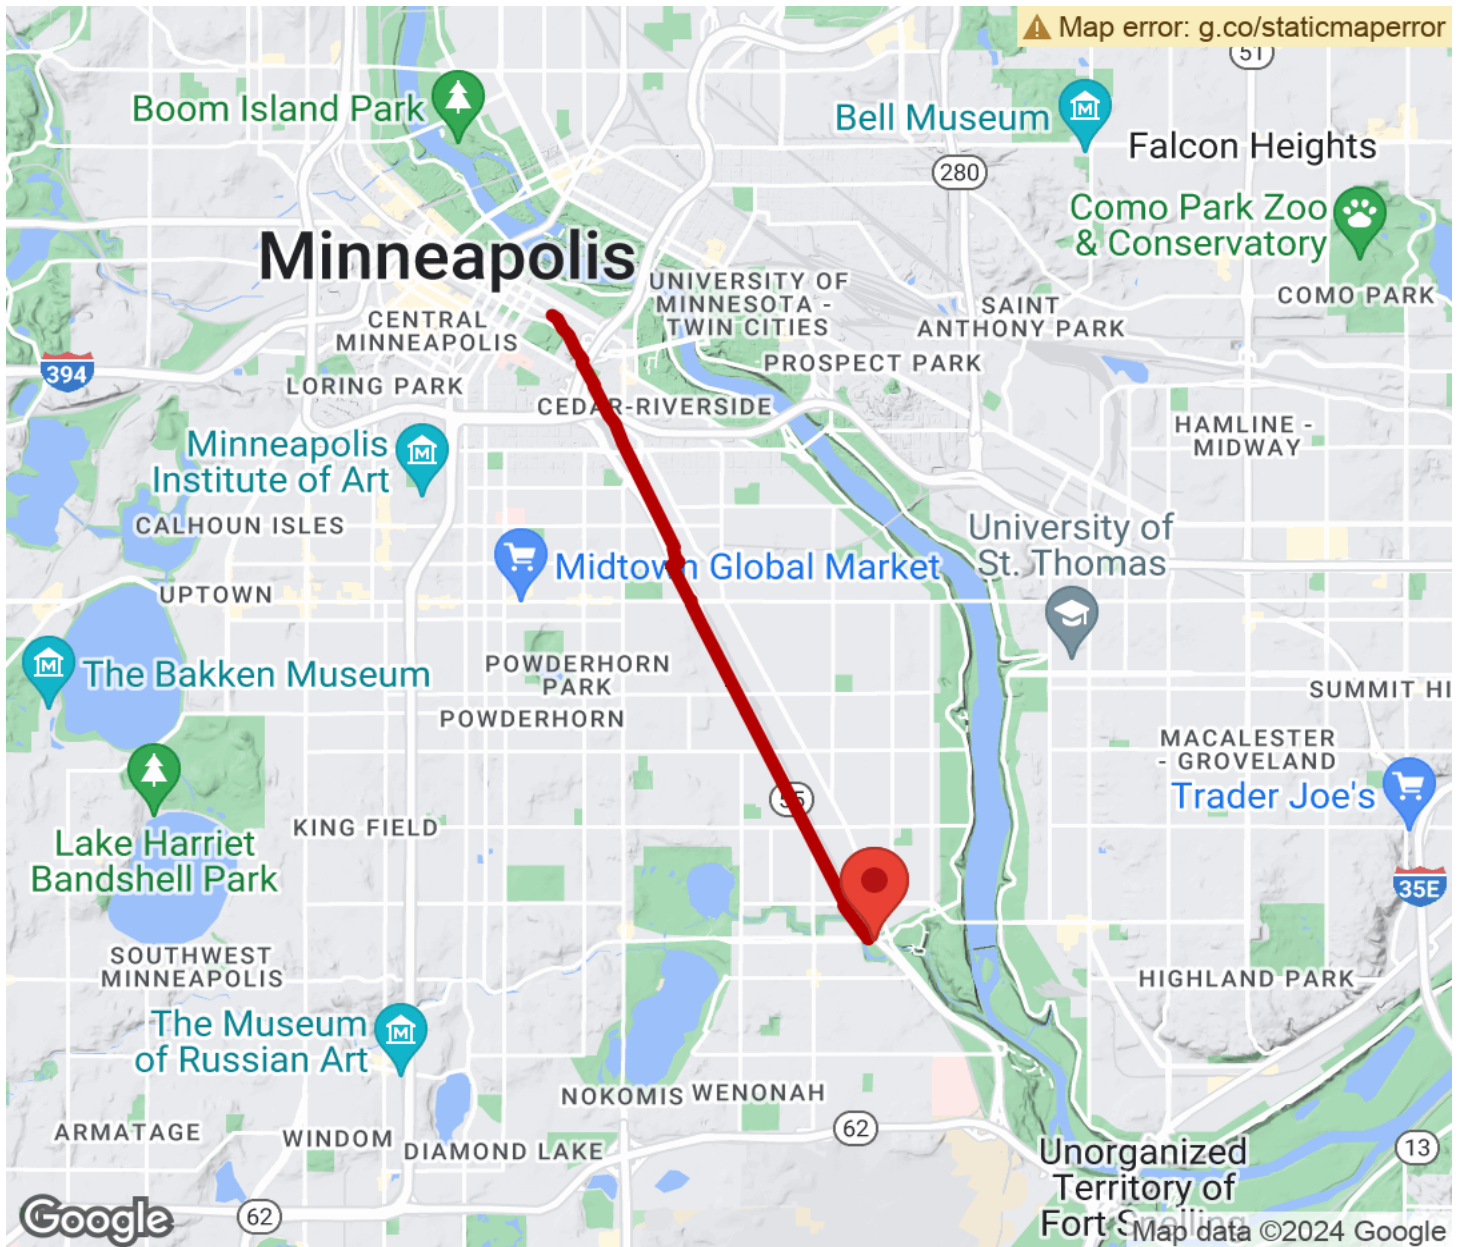 Map error: g.co/staticmaperror
51
Boom Island Park
Bell Museum
Falcon Heights
280
Como Park Zoo
& Conservatory
Minneapolis
UNIVERSITY OF
MINNESOTA -
TWIN CITIES
COMO PARK
SAINT
ANTHONY PARK
CENTRAL
MINNEAPOLIS
PROSPECT PARK
394
LORING PARK
CEDAR-RIVERSIDE
HAMLINE -
MIDWAY
Minneapolis
Institute of Art
CALHOUN ISLES
University of
St. Thomas
Midtown Global Market
UPTOWN
The Bakken Museum
POWDERHORN
PARK
POWDERHORN
SUMMIT HI
MACALESTER
- GROVELAND
Trader Joe's
55
KING FIELD
Lake Harriet
Bandshell Park
35E
SOUTHWEST
MINNEAPOLIS
HIGHLAND PARK
The Museum
of Russian Art
NOKOMIS
WENONAH
ARMATAGE
WINDOM
DIAMOND LAKE
62
13
Unorganized
Territory of
Fort Snelling
62
Google
Map data ©2024 Google